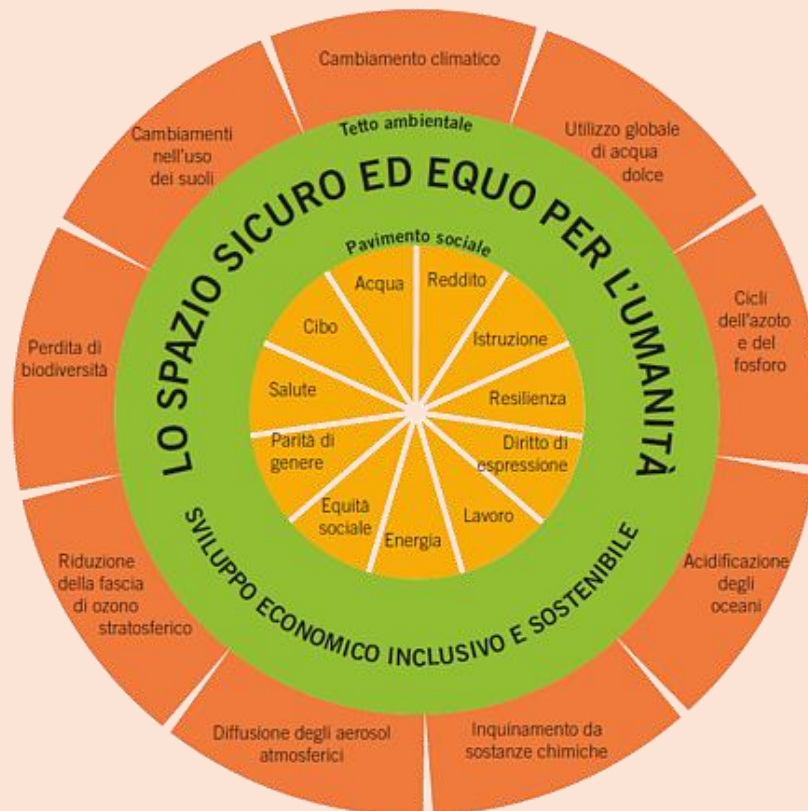 Cambiamento climatico
Utilizzo globale
di acqua
dolce
Cicli
dell'azoto
e del
fosforo
Acidificazione
degli
oceani
Inquinamento da
sostanze chimiche
Diffusione degli aerosol
atmosferici
Riduzione
della fascia
di ozono
stratosferico
Perdita di
biodiversità
Cambiamenti
nell'uso
dei suoli
Tetto ambientale
LO SPAZIO SICURO ED EQUO PER L'UMANITÀ
Pavimento sociale
Acqua
Reddito
Istruzione
Resilienza
Diritto di
espressione
Lavoro
Energia
Equità
sociale
Parità di
genere
Salute
Cibo
SVILUPPO ECONOMICO INCLUSIVO E SOSTENIBILE